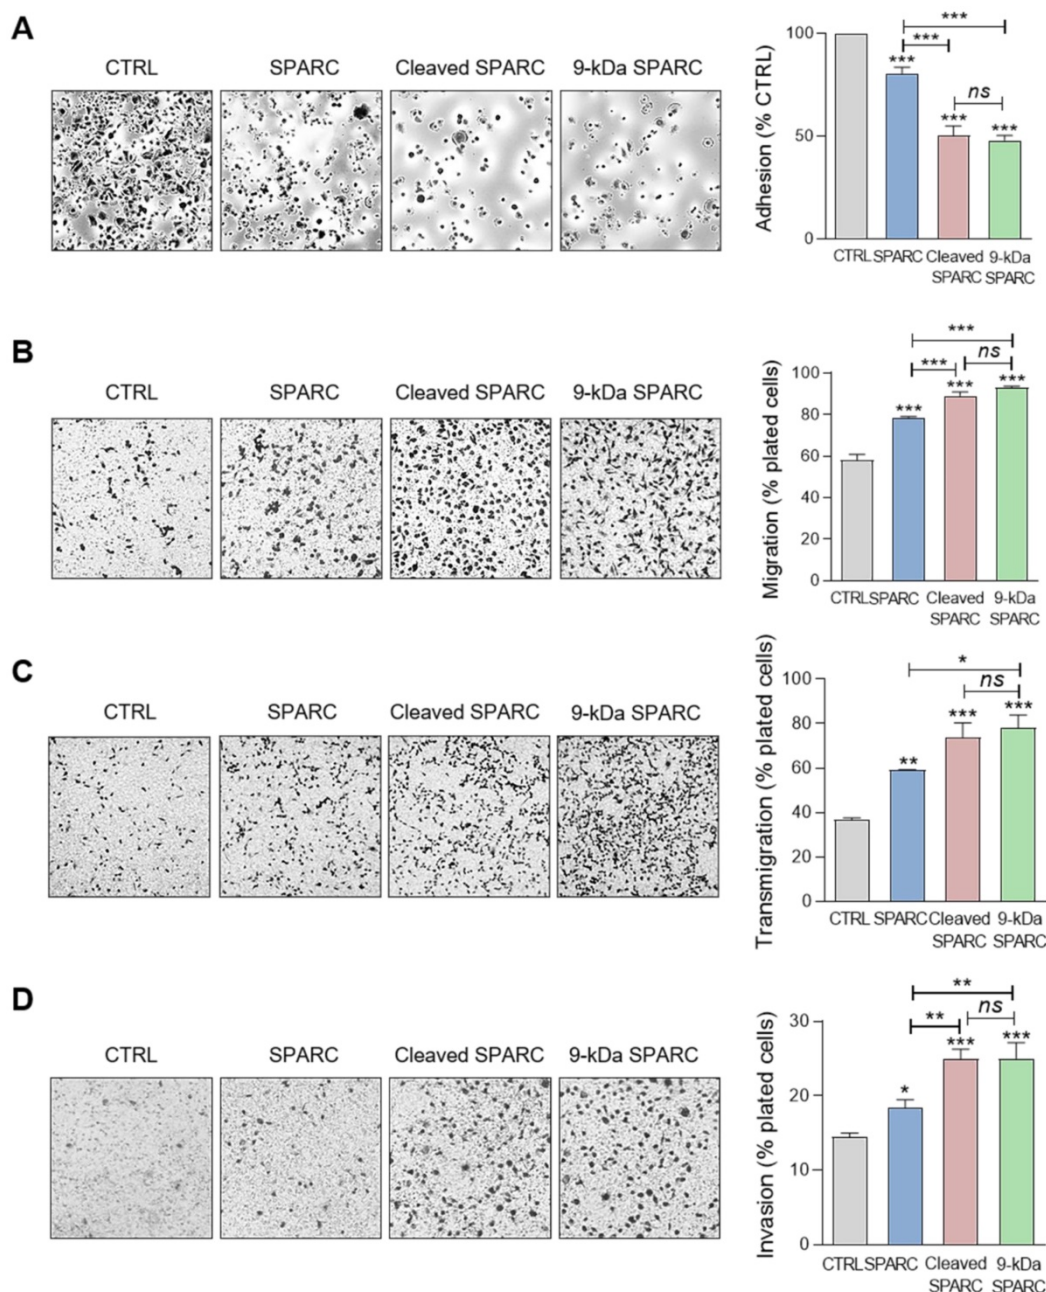 A
CTRL SPARC Cleaved SPARC 9-kDa SPARC
Adhesion (% CTRL)
100
50
0
***
***
***
ns
***
***
CTRL SPARC Cleaved 9-kDa
SPARC SPARC
B
CTRL SPARC Cleaved SPARC 9-kDa SPARC
Migration (% plated cells)
100
80
60
40
20
0
***
***
ns
***
***
***
CTRL SPARC Cleaved 9-kDa
SPARC SPARC
C
CTRL SPARC Cleaved SPARC 9-kDa SPARC
Transmigration (% plated cells)
100
80
60
40
20
0
*
ns
**
***
***
CTRL SPARC Cleaved 9-kDa
SPARC SPARC
D
CTRL SPARC Cleaved SPARC 9-kDa SPARC
Invasion (% plated cells)
30
20
10
0
**
**
ns
*
***
***
CTRL SPARC Cleaved 9-kDa
SPARC SPARC